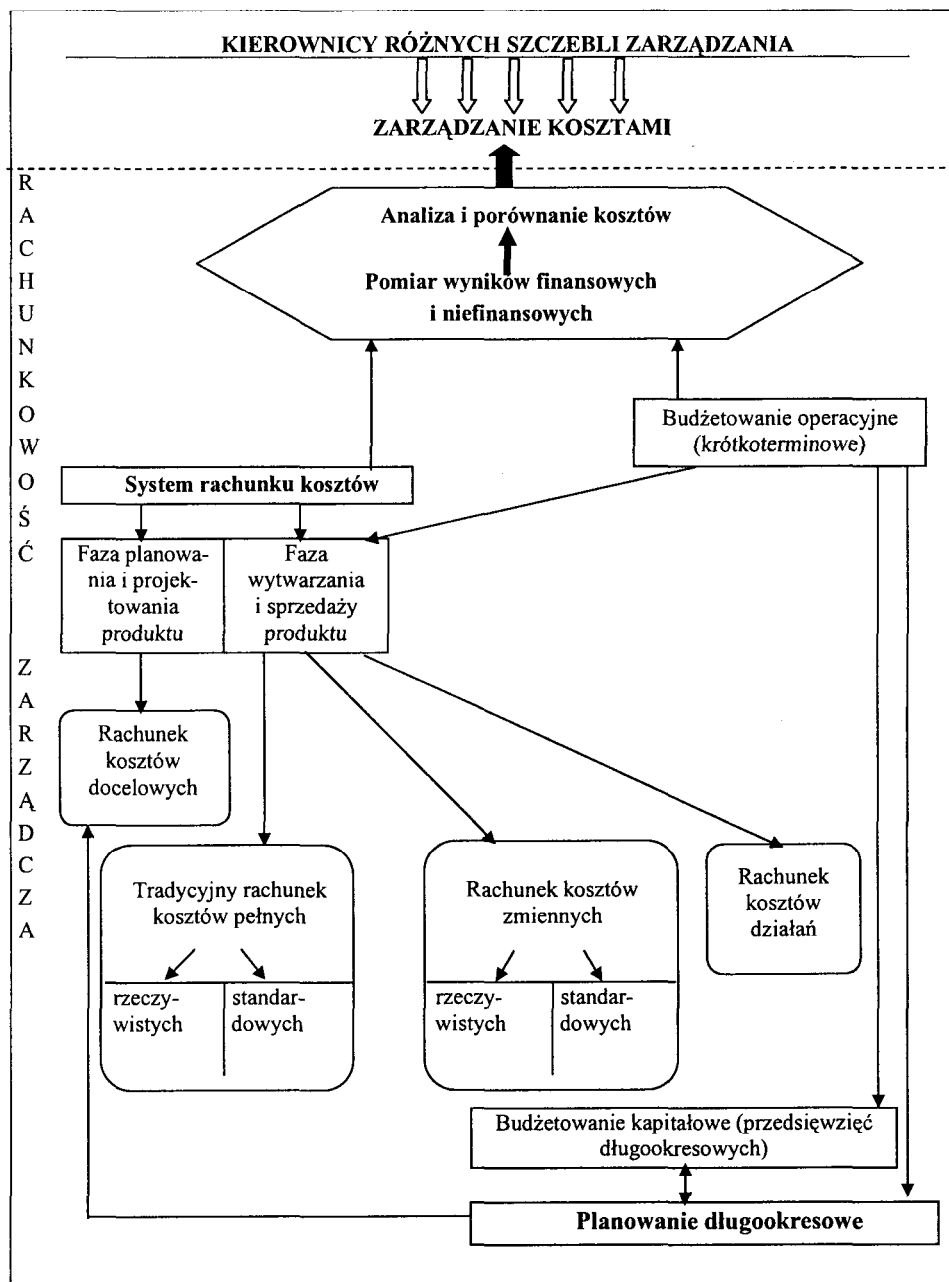 KIEROWNICY RÓŻNYCH SZCZEBLI ZARZĄDZANIA
ZARZĄDZANIE KOSZTAMI
RACHUNKOWOŚĆ ZARZĄDCZA
Analiza i porównanie kosztów
Pomiar wyników finansowych
i niefinansowych
Budżetowanie operacyjne
(krótkoterminowe)
System rachunku kosztów
Faza planowa-
nia i projek-
towania
produktu
Faza
wytwarzania
i sprzedaży
produktu
Rachunek
kosztów
docelowych
Tradycyjny rachunek
kosztów pełnych
rzeczy-
wistych
standar-
dowych
Rachunek kosztów
zmiennych
rzeczy-
wistych
standar-
dowych
Rachunek
kosztów
działań
Budżetowanie kapitałowe (przedsięwzięć
długookresowych)
Planowanie długookresowe